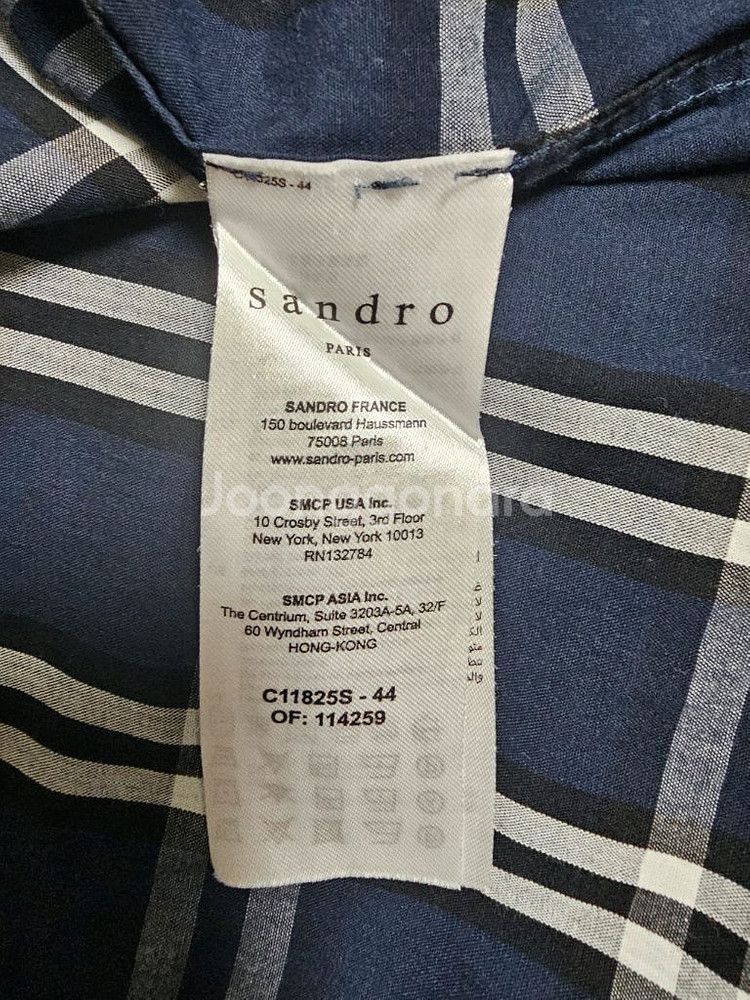 C11825S - 44
sandro
PARIS
SANDRO FRANCE
150 boulevard Haussmann
75008 Paris
www.sandro-paris.com
Joongonara
SMCP USA Inc.
10 Crosby Street, 3rd Floor
New York, New York 10013
RN132784
SMCP ASIA Inc.
The Centrium, Suite 3203A-5A, 32/F
60 Wyndham Street, Central
HONG-KONG
C11825S - 44
OF: 114259